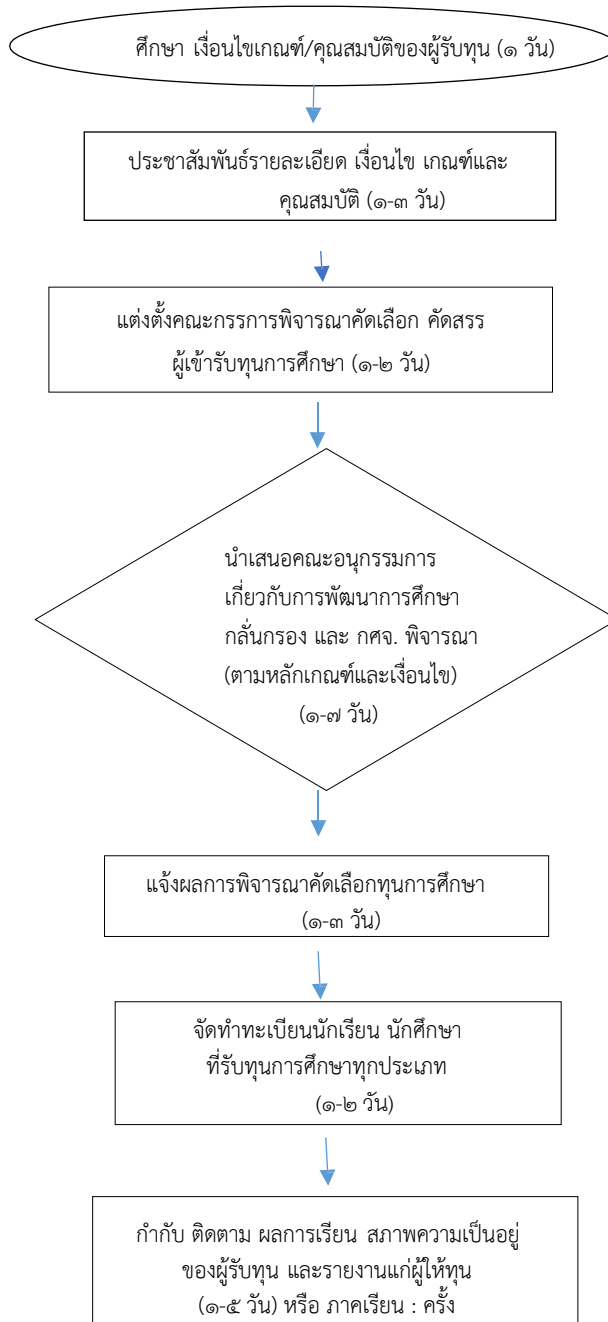 ศึกษา เงื่อนไขเกณฑ์/คุณสมบัติของผู้รับทุน (๑ วัน)
ประชาสัมพันธ์รายละเอียด เงื่อนไข เกณฑ์และ
คุณสมบัติ (๑-๓ วัน)
แต่งตั้งคณะกรรการพิจารณาคัดเลือก คัดสรร
ผู้เข้ารับทุนการศึกษา (๑-๒ วัน)
นำเสนอคณะอนุกรรมการ
เกี่ยวกับการพัฒนาการศึกษา
กลั่นกรอง และ กศจ. พิจารณา
(ตามหลักเกณฑ์และเงื่อนไข)
(๑-๗ วัน)
แจ้งผลการพิจารณาคัดเลือกทุนการศึกษา
(๑-๓ วัน)
จัดทำทะเบียนนักเรียน นักศึกษา
ที่รับทุนการศึกษาทุกประเภท
(๑-๒ วัน)
กำกับ ติดตาม ผลการเรียน สภาพความเป็นอยู่
ของผู้รับทุน และรายงานแก่ผู้ให้ทุน
(๑-๕ วัน) หรือ ภาคเรียน : ครั้ง